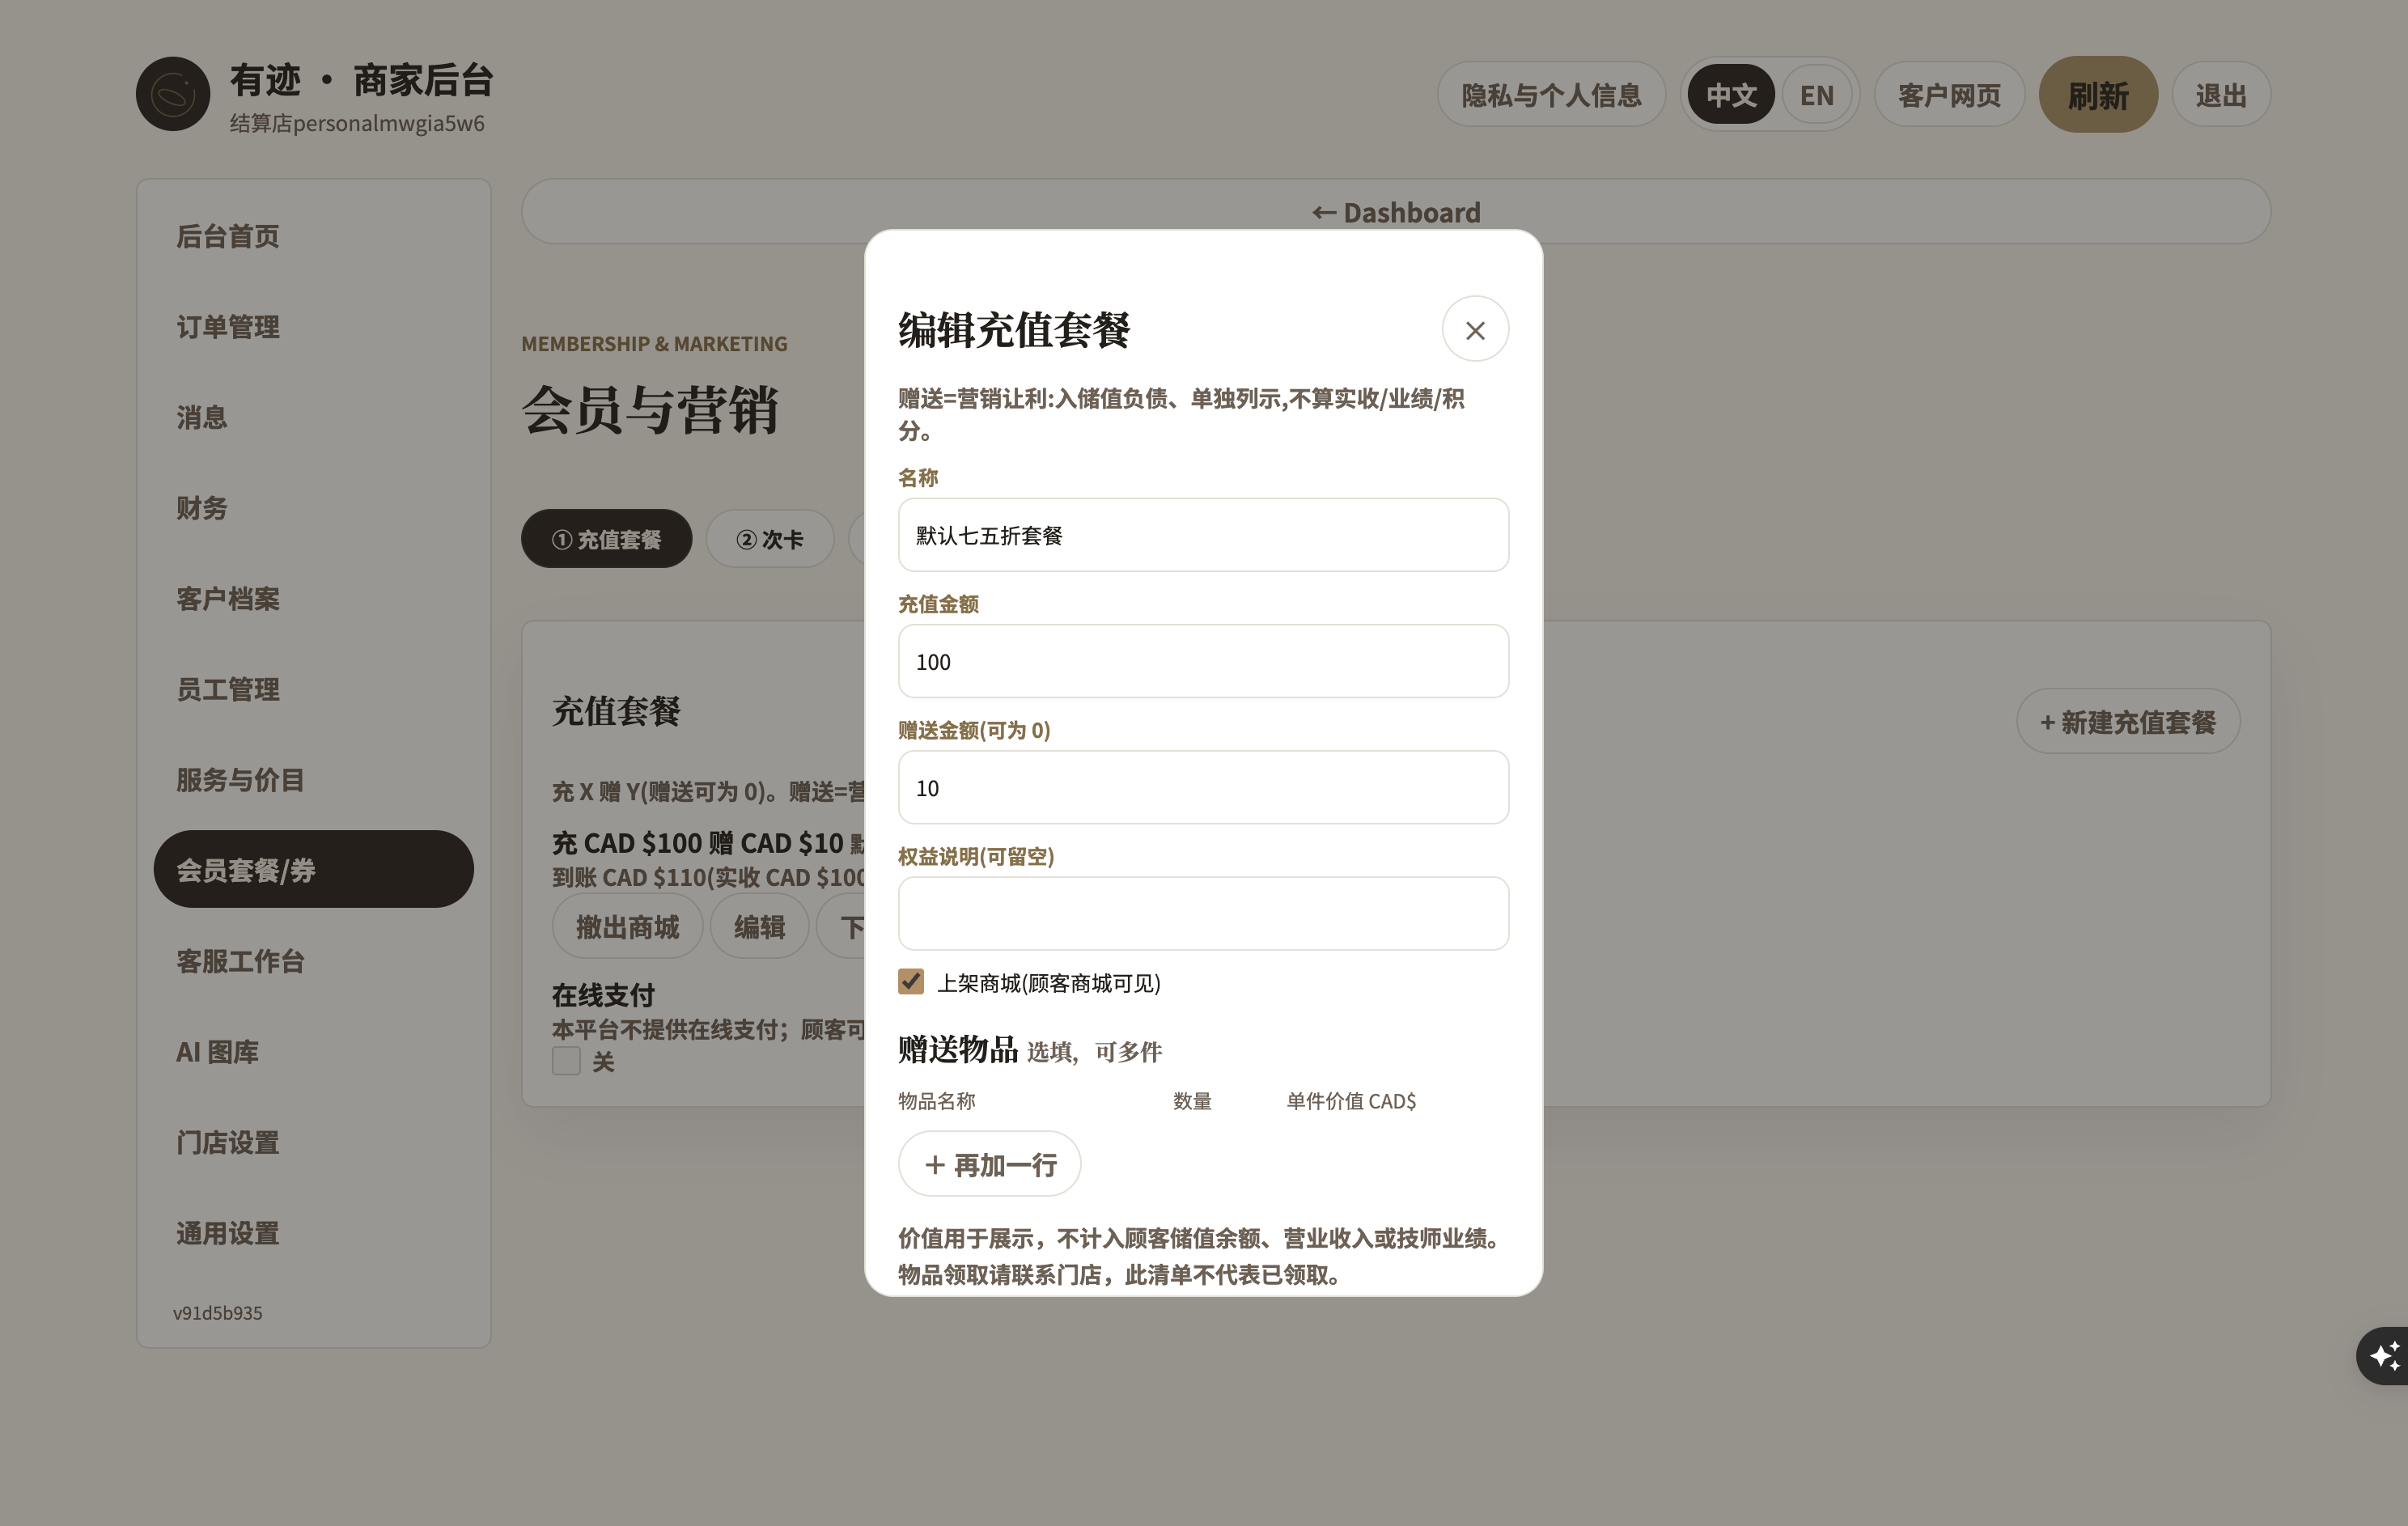 有迹 · 商家后台
结算店personalmwgia5w6
隐私与个人信息
中文
EN
客户网页
刷新
退出
后台首页
订单管理
消息
财务
客户档案
员工管理
服务与价目
会员套餐/券
客服工作台
AI 图库
门店设置
通用设置
v91d5b935
← Dashboard
MEMBERSHIP & MARKETING
会员与营销
① 充值套餐
② 次卡
充值套餐
+ 新建充值套餐
充 X 赠 Y(赠送可为 0)。赠送=营
充 CAD $100 赠 CAD $10
到账 CAD $110(实收 CAD $100
撤出商城
编辑
下
在线支付
本平台不提供在线支付；顾客可
关
编辑充值套餐
赠送=营销让利:入储值负债、单独列示,不算实收/业绩/积
分。
名称
默认七五折套餐
充值金额
100
赠送金额(可为 0)
10
权益说明(可留空)
上架商城(顾客商城可见)
赠送物品 选填，可多件
物品名称 数量 单件价值 CAD$
＋ 再加一行
价值用于展示，不计入顾客储值余额、营业收入或技师业绩。
物品领取请联系门店，此清单不代表已领取。